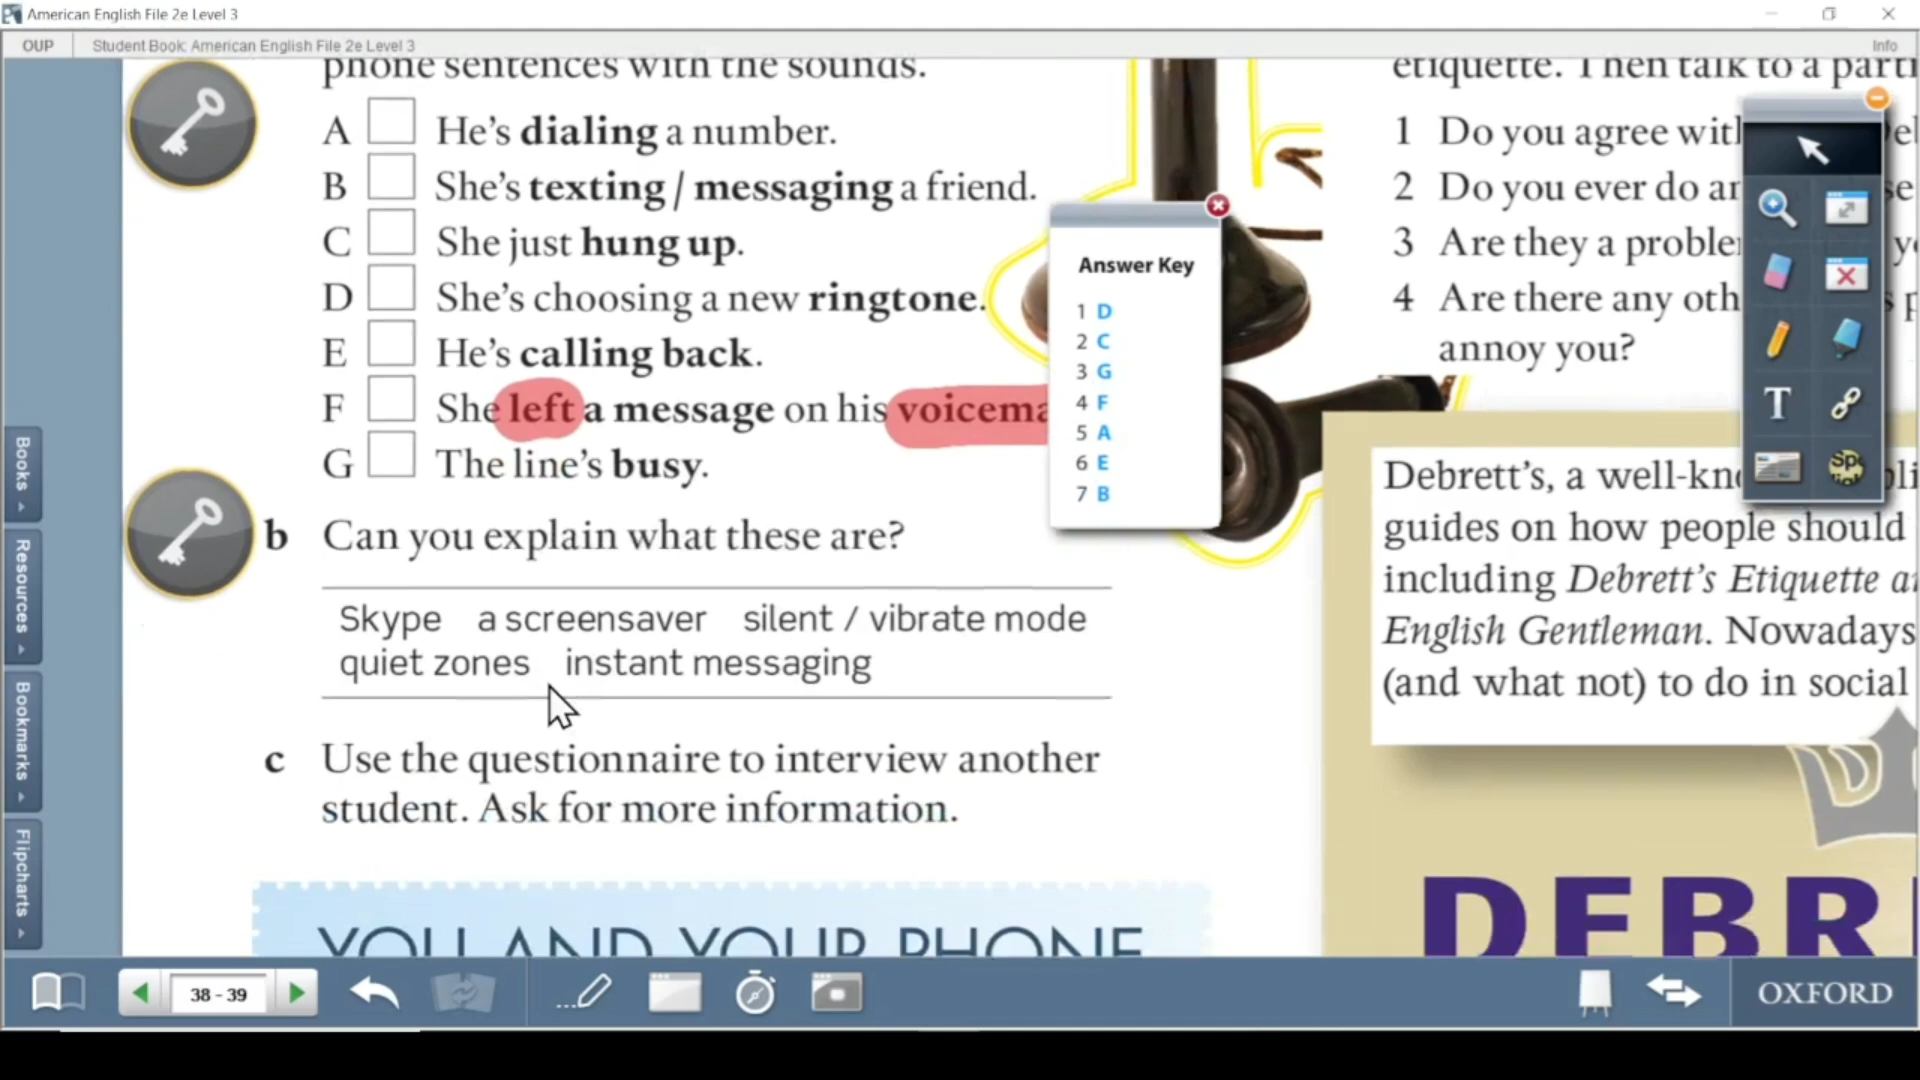 American English File 2e Level 3
OUP
Student Book: American English File 2e Level 3
Info
phone sentences with the sounds.
A He's dialing a number.
B She's texting / messaging a friend.
C She just hung up.
D She's choosing a new ringtone.
E He's calling back.
F She left a message on his voicema
G The line's busy.
Answer Key
1 D
2 C
3 G
4 F
5 A
6 E
7 B
b Can you explain what these are?
Skype a screensaver silent / vibrate mode
quiet zones instant messaging
c Use the questionnaire to interview another
student. Ask for more information.
YOU AND YOUR PHONE
etiquette. Then talk to a part
1 Do you agree wit
2 Do you ever do an
3 Are they a proble
4 Are there any oth
annoy you?
T
Debrett's, a well-kn
guides on how people should
including Debrett's Etiquette a
English Gentleman. Nowadays
(and what not) to do in social
DEBR
Books
Resources
Bookmarks
Flipcharts
38 - 39
OXFORD